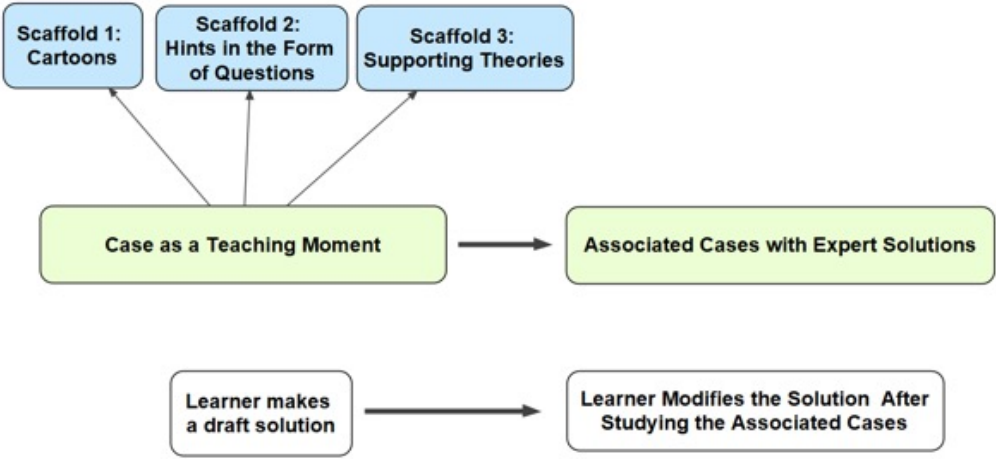 Scaffold 1:
Cartoons
Scaffold 2:
Hints in the Form
of Questions
Scaffold 3:
Supporting Theories
Case as a Teaching Moment
Associated Cases with Expert Solutions
Learner makes
a draft solution
Learner Modifies the Solution After
Studying the Associated Cases